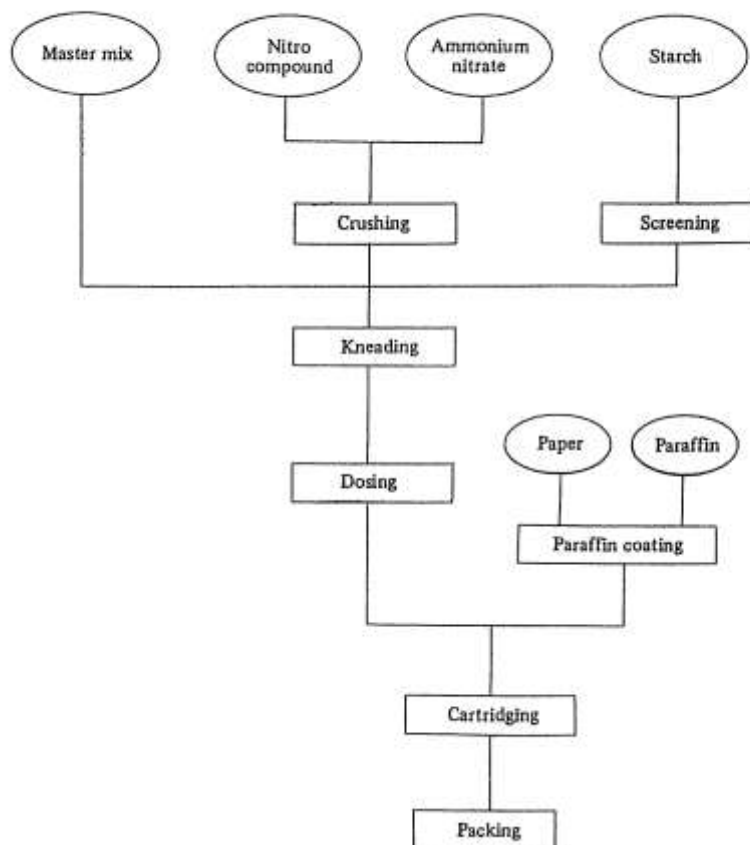 Master mix
Nitro
compound
Ammonium
nitrate
Starch
Crushing
Screening
Kneading
Paper
Paraffin
Dosing
Paraffin coating
Cartridging
Packing